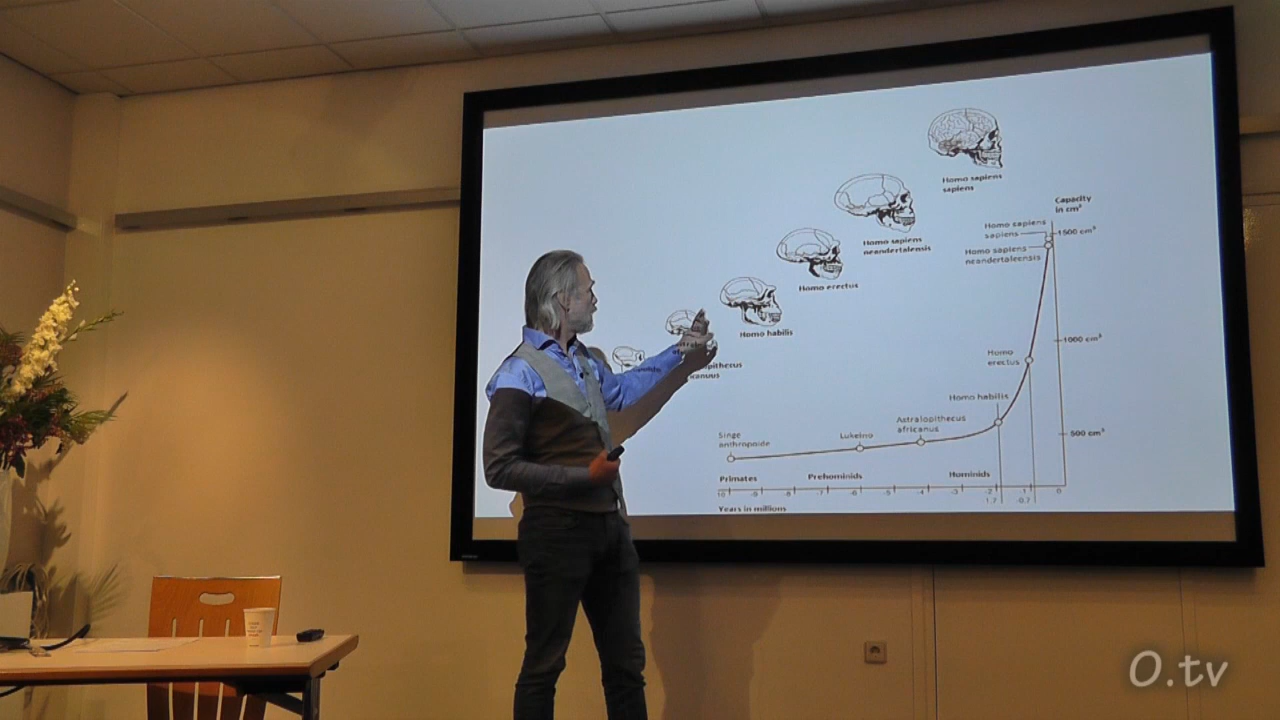 Homo sapiens
sapiens
Homo sapiens
neandertalensis
Homo erectus
Homo habilis
Capacity
in cm³
Homo sapiens
sapiens
1500 cm³
Homo sapiens
neandertaleensis
1000 cm³
Homo
erectus
Homo habilis
Astralopithecus
africanus
500 cm³
Singe
anthropoide
Lukeino
Primates
Prehominids
Hominids
10 -9 -8 -7 -6 -5 -4 -3 -2 -1 0
1.7 -0.7
Years in millions
O.tv